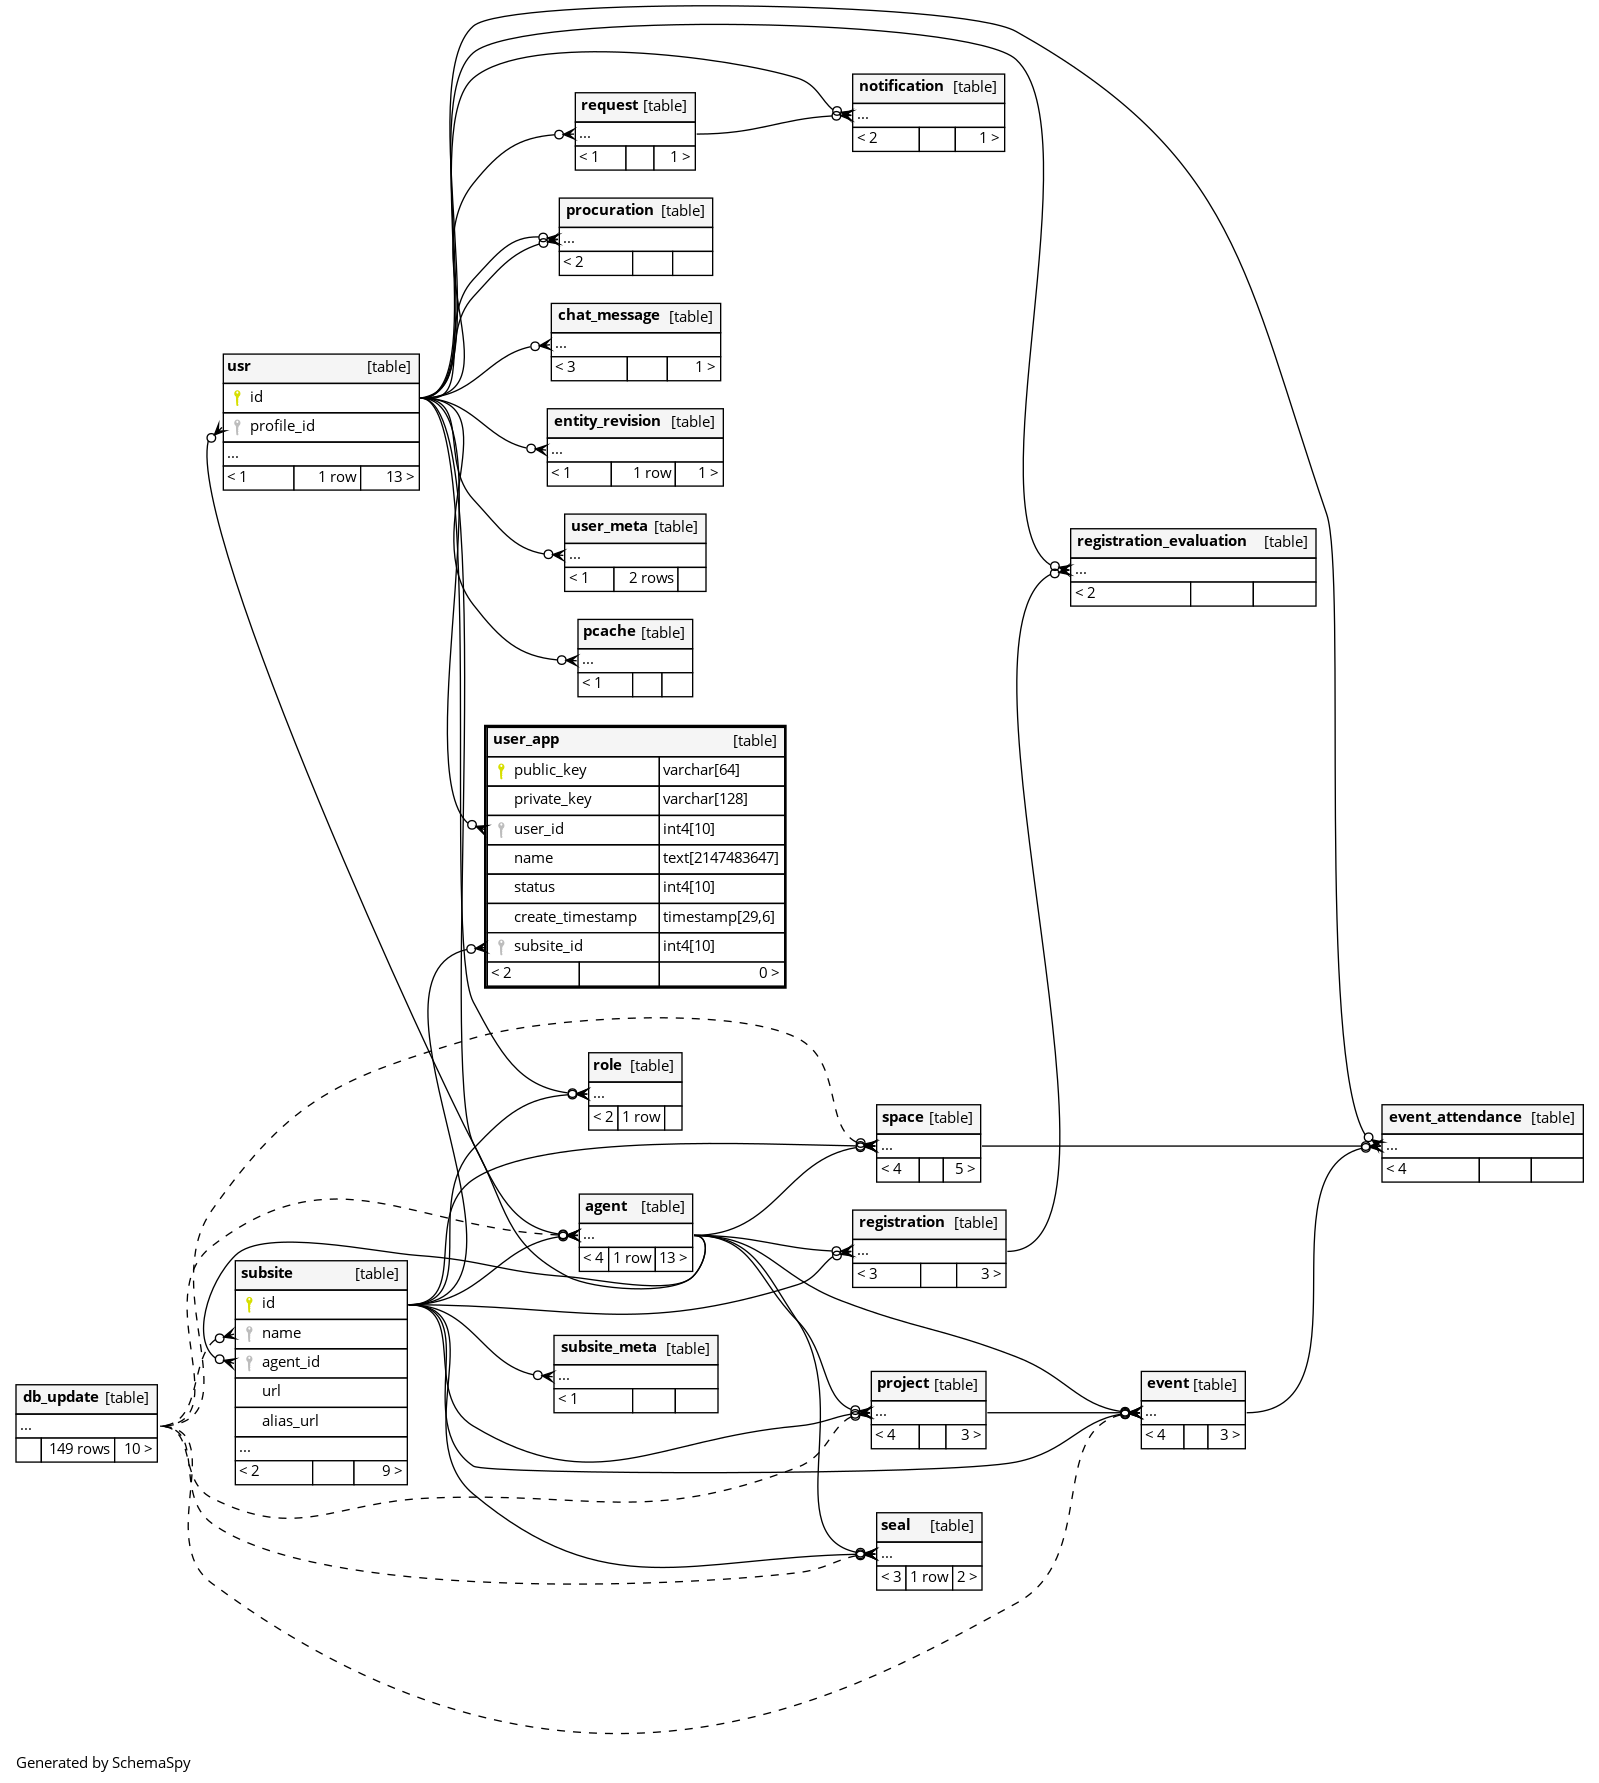 notification [table]
...
< 2 1 >
request [table]
...
< 1 1 >
procuration [table]
...
< 2
chat_message [table]
...
< 3 1 >
usr [table]
id
profile_id
...
< 1 1 row 13 >
entity_revision [table]
...
< 1 1 row 1 >
user_meta [table]
...
< 1 2 rows
registration_evaluation [table]
...
< 2
pcache [table]
...
< 1
user_app [table]
public_key varchar[64]
private_key varchar[128]
user_id int4[10]
name text[2147483647]
status int4[10]
create_timestamp timestamp[29,6]
subsite_id int4[10]
< 2 0 >
role [table]
...
< 2 1 row
space [table]
...
< 4 5 >
event_attendance [table]
...
< 4
agent [table]
...
< 4 1 row 13 >
registration [table]
...
< 3 3 >
subsite [table]
id
name
agent_id
url
alias_url
...
< 2 9 >
subsite_meta [table]
...
< 1
db_update [table]
...
149 rows 10 >
project [table]
...
< 4 3 >
event [table]
...
< 4 3 >
seal [table]
...
< 3 1 row 2 >
Generated by SchemaSpy